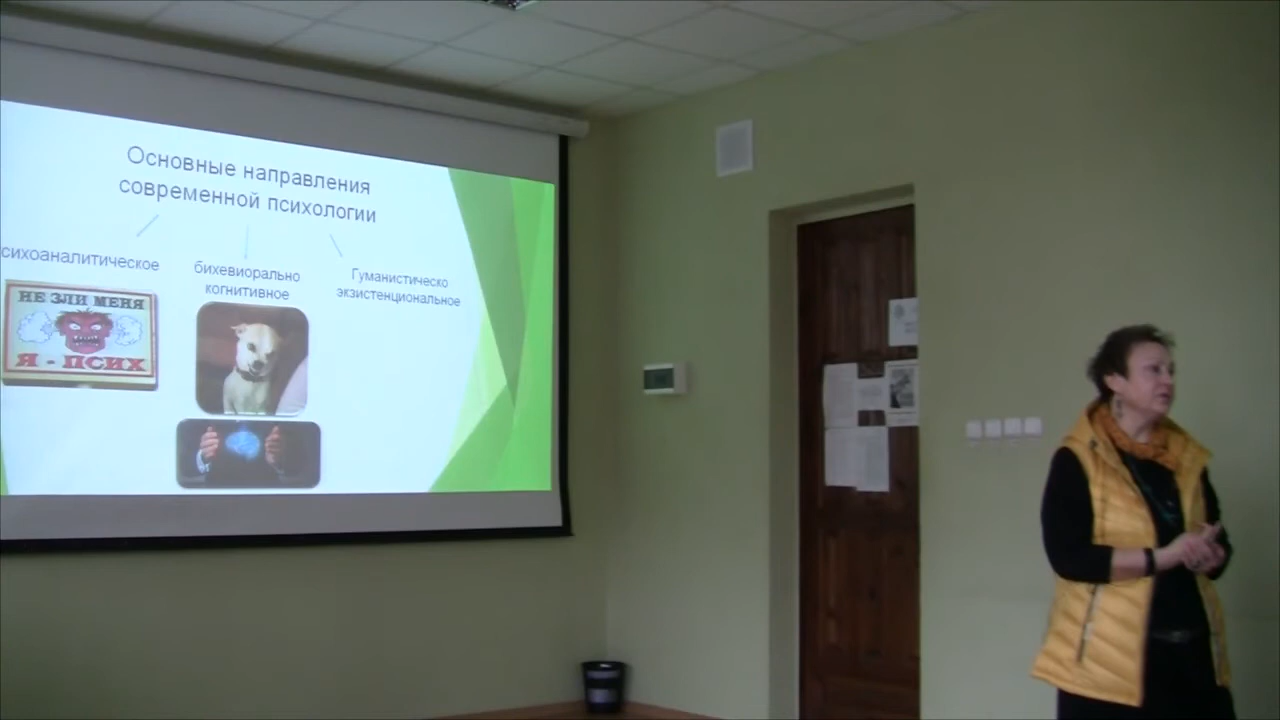 Основные направления
современной психологии
сихоаналитическое
бихевиорально
когнитивное
Гуманистическо
экзистенциональное
НЕ ЗЛИ МЕНЯ
Я - ПСИХ